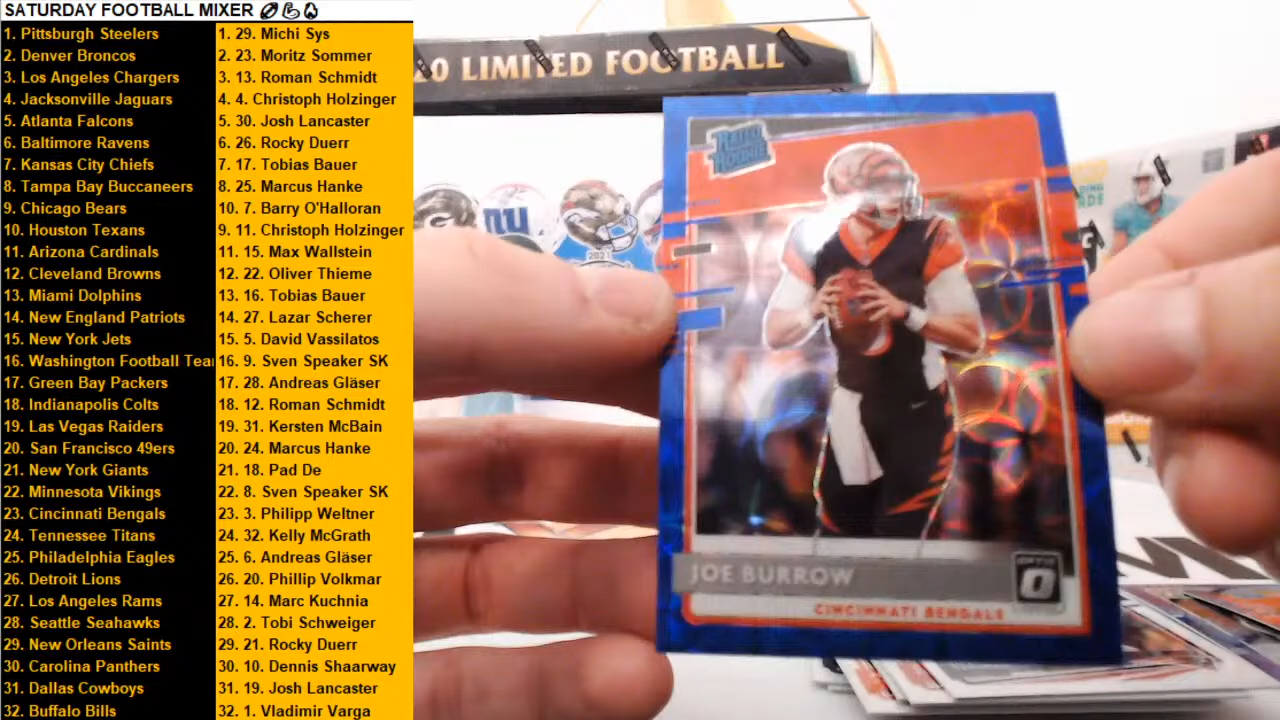 SATURDAY FOOTBALL MIXER
1. Pittsburgh Steelers
2. Denver Broncos
3. Los Angeles Chargers
4. Jacksonville Jaguars
5. Atlanta Falcons
6. Baltimore Ravens
7. Kansas City Chiefs
8. Tampa Bay Buccaneers
9. Chicago Bears
10. Houston Texans
11. Arizona Cardinals
12. Cleveland Browns
13. Miami Dolphins
14. New England Patriots
15. New York Jets
16. Washington Football Tea
17. Green Bay Packers
18. Indianapolis Colts
19. Las Vegas Raiders
20. San Francisco 49ers
21. New York Giants
22. Minnesota Vikings
23. Cincinnati Bengals
24. Tennessee Titans
25. Philadelphia Eagles
26. Detroit Lions
27. Los Angeles Rams
28. Seattle Seahawks
29. New Orleans Saints
30. Carolina Panthers
31. Dallas Cowboys
32. Buffalo Bills
1. 29. Michi Sys
2. 23. Moritz Sommer
3. 13. Roman Schmidt
4. 4. Christoph Holzinger
5. 30. Josh Lancaster
6. 26. Rocky Duerr
7. 17. Tobias Bauer
8. 25. Marcus Hanke
10. 7. Barry O'Halloran
9. 11. Christoph Holzinger
11. 15. Max Wallstein
12. 22. Oliver Thieme
13. 16. Tobias Bauer
14. 27. Lazar Scherer
15. 5. David Vassilatos
16. 9. Sven Speaker SK
17. 28. Andreas Gläser
18. 12. Roman Schmidt
19. 31. Kersten McBain
20. 24. Marcus Hanke
21. 18. Pad De
22. 8. Sven Speaker SK
23. 3. Philipp Weltner
24. 32. Kelly McGrath
25. 6. Andreas Gläser
26. 20. Phillip Volkmar
27. 14. Marc Kuchnia
28. 2. Tobi Schweiger
29. 21. Rocky Duerr
30. 10. Dennis Shaarway
31. 19. Josh Lancaster
32. 1. Vladimir Varga
20 LIMITED FOOTBALL
RATED
ROOKIE
JOE BURROW
CINCINNATI BENGALS
OPTIC
2021